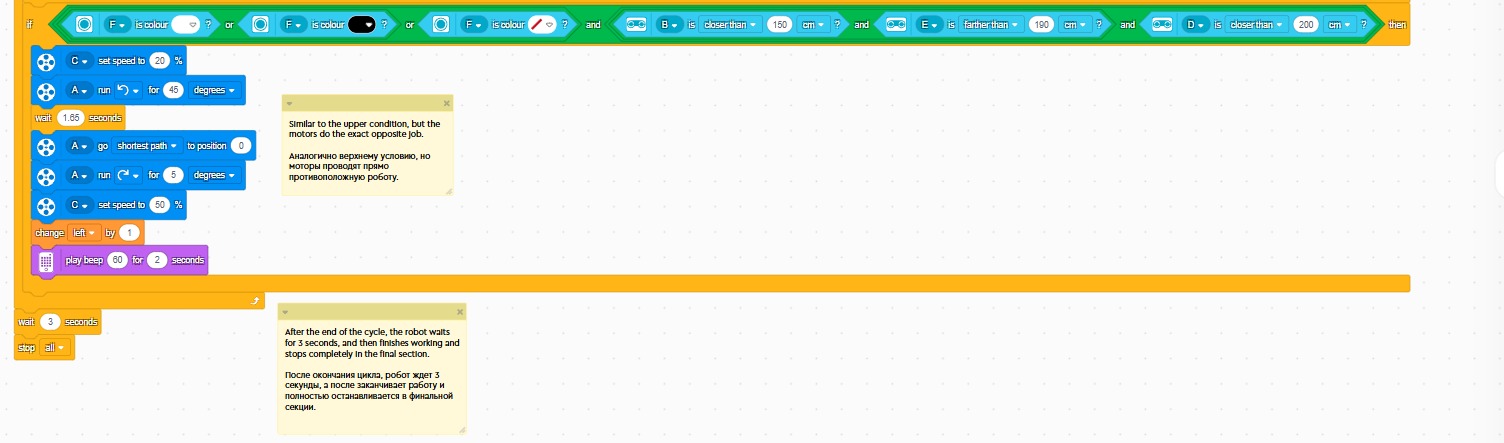 if F is colour ? or F is colour ? or F is colour ? and B is closer than 150 cm ? and E is farther than 190 cm ? and D is closer than 200 cm ? then
C set speed to 20 %
A run for 45 degrees
wait 1.65 seconds
A go shortest path to position 0
A run for 5 degrees
C set speed to 50 %
change left by 1
play beep 60 for 2 seconds
Similar to the upper condition, but the
motors do the exact opposite job.
Аналогично верхнему условию, но
моторы проводят прямо
противоположную роботу.
wait 3 seconds
stop all
After the end of the cycle, the robot waits
for 3 seconds, and then finishes working and
stops completely in the final section.
После окончания цикла, робот ждет 3
секунды, а после заканчивает работу и
полностью останавливается в финальной
секции.